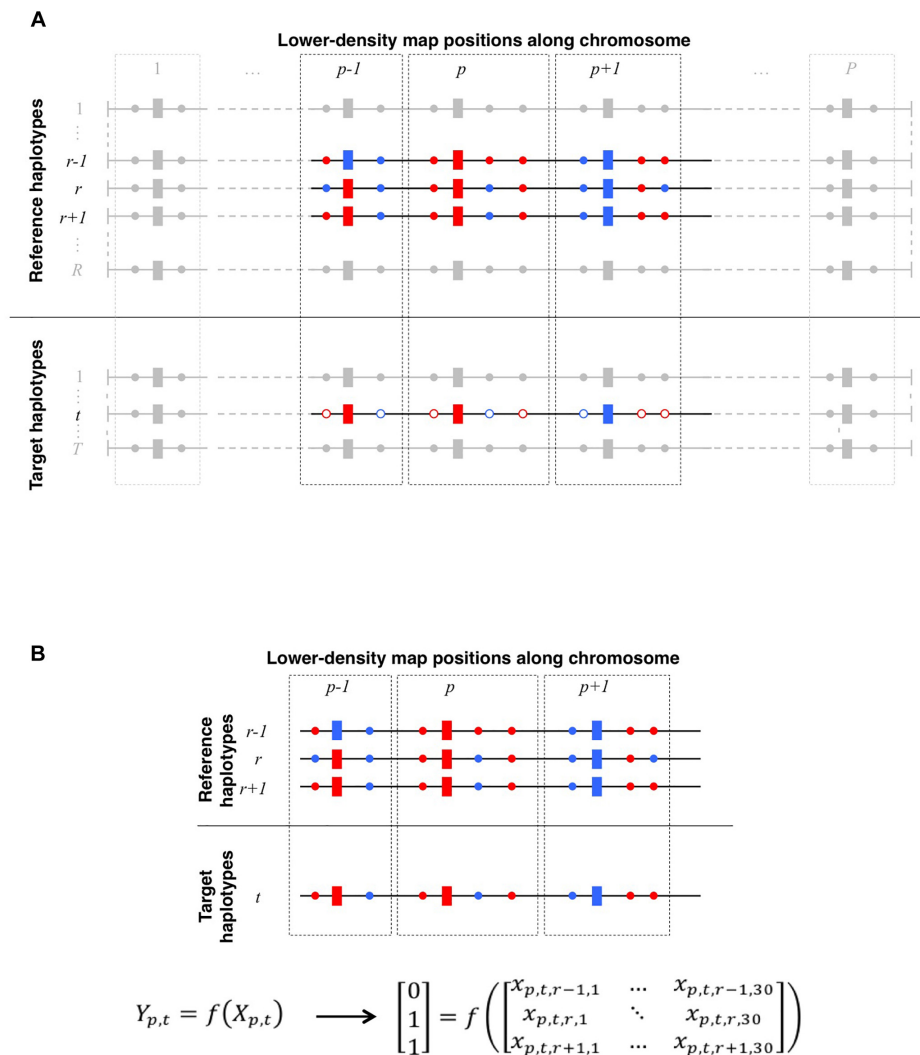 A
Lower-density map positions along chromosome
1 ... p-1 p p+1 ... P
Reference haplotypes
1
⋮
r-1
r
r+1
⋮
R
Target haplotypes
1
⋮
t
⋮
T
B
Lower-density map positions along chromosome
p-1 p p+1
Reference
haplotypes
r-1
r
r+1
Target
haplotypes
t
Y_{p,t} = f(X_{p,t}) ⟶ [0 1 1] = f([x_{p,t,r-1,1} ... x_{p,t,r-1,30}
x_{p,t,r,1} ⋱ x_{p,t,r,30}
x_{p,t,r+1,1} ... x_{p,t,r+1,30}])